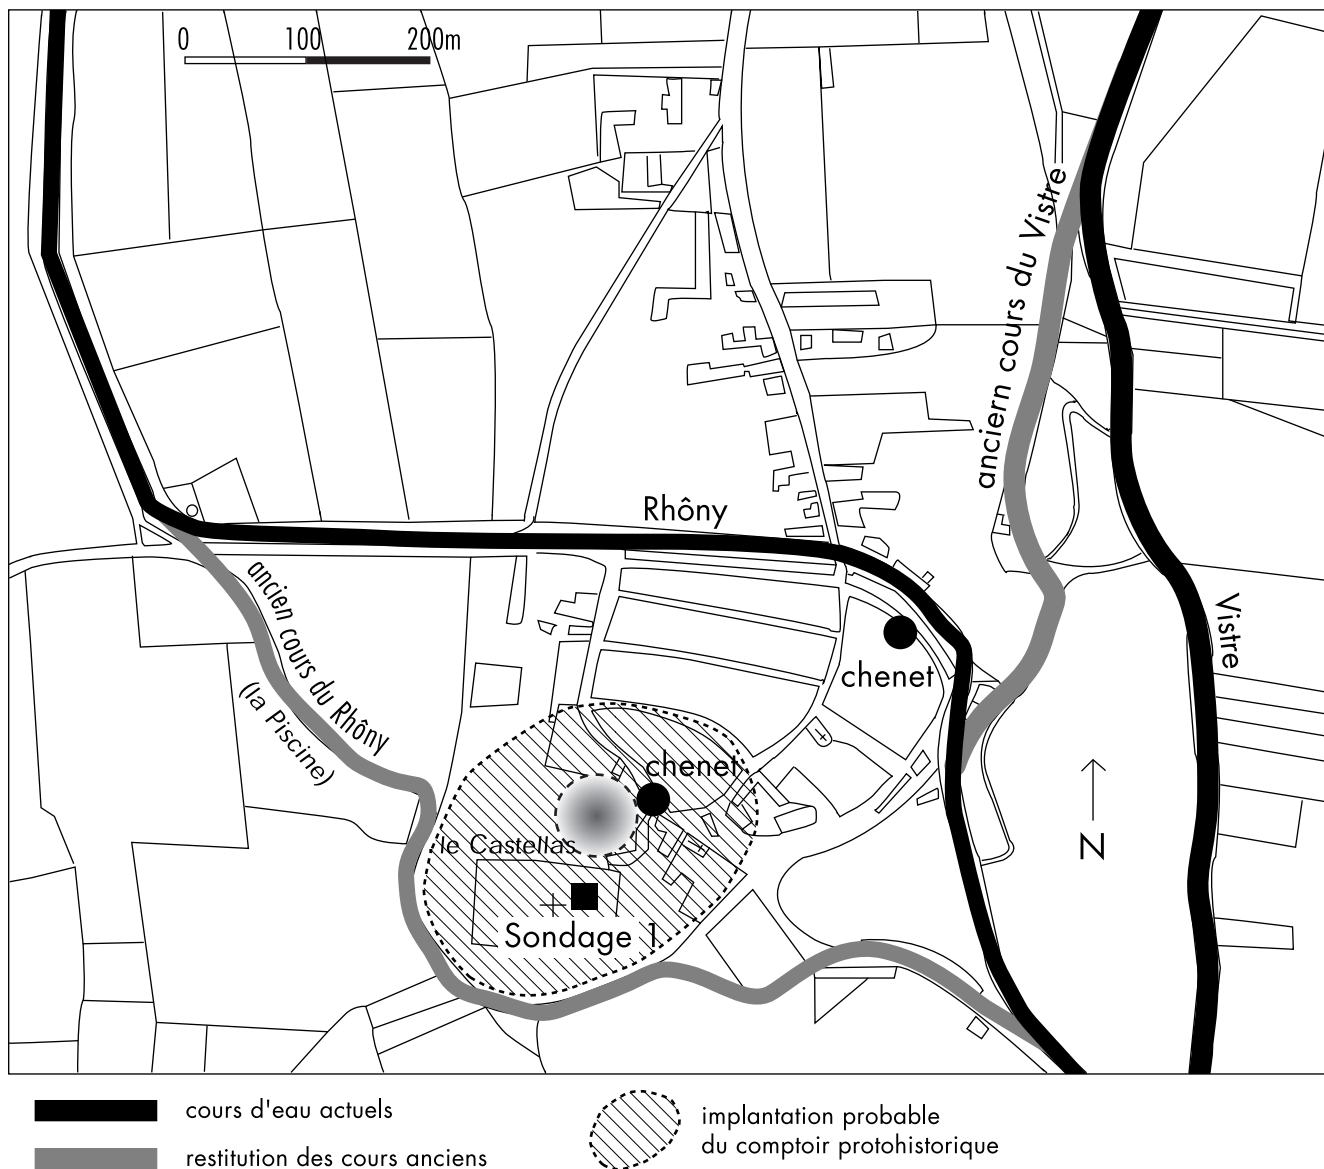 0 100 200m
anciern cours du Vistre
Rhôny
ancien cours du Rhôny
(la Piscine)
Vistre
chenet
chenet
le Castellas
Sondage 1
N
cours d'eau actuels
restitution des cours anciens
implantation probable
du comptoir protohistorique